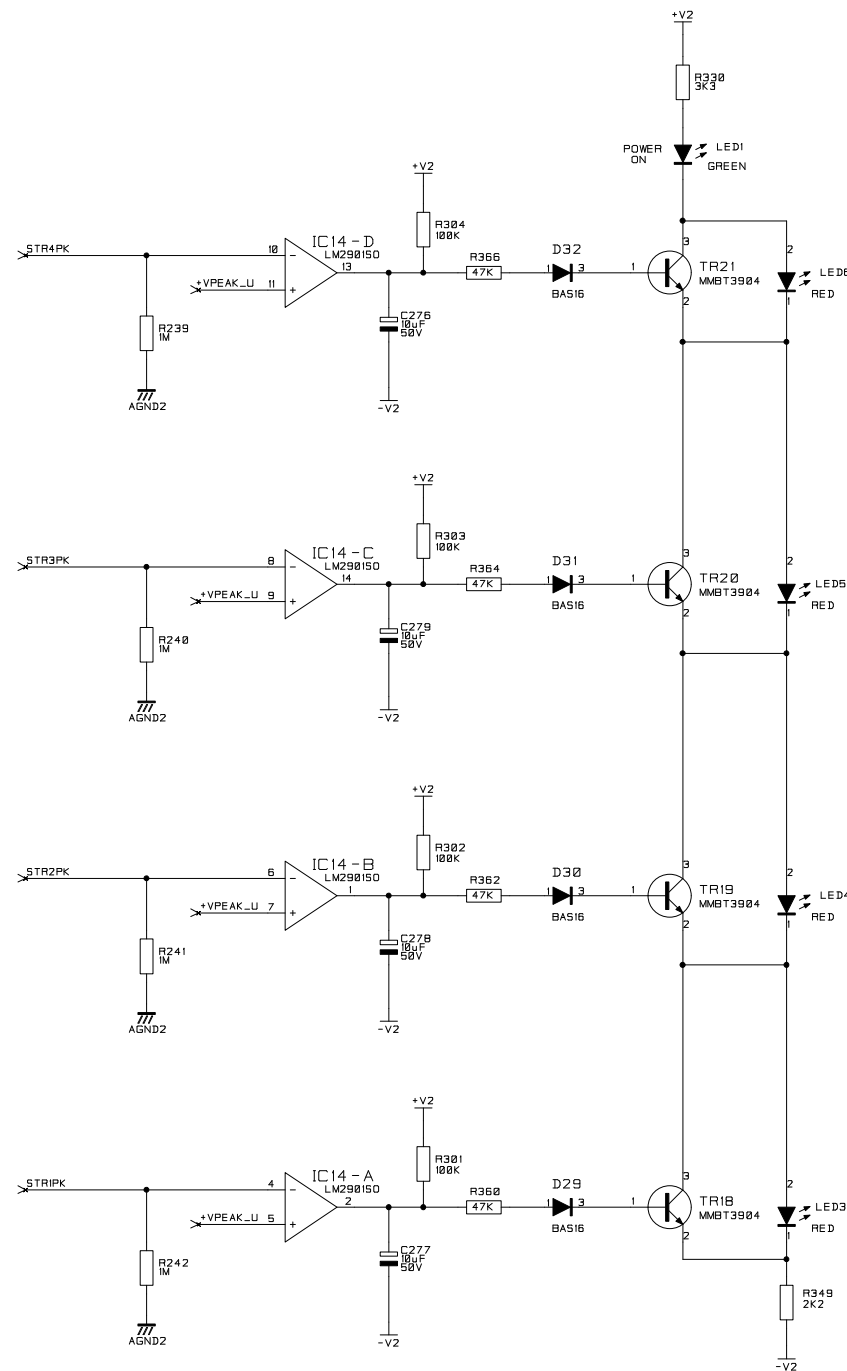 +V2
R330
3K3
POWER
ON
LED1
GREEN
+V2
R304
100K
STR4PK
10
-
IC14-D
LM2901SO
13
+VPEAK_U
11
+
R366
47K
D32
1
3
BAS16
1
3
TR21
MMBT3904
2
2
LED6
RED
1
R239
1M
AGND2
C276
10uF
50V
-V2
+V2
R303
100K
STR3PK
8
-
IC14-C
LM2901SO
14
+VPEAK_U
9
+
R364
47K
D31
1
3
BAS16
1
3
TR20
MMBT3904
2
2
LED5
RED
1
R240
1M
AGND2
C279
10uF
50V
-V2
+V2
R302
100K
STR2PK
6
-
IC14-B
LM2901SO
1
+VPEAK_U
7
+
R362
47K
D30
1
3
BAS16
1
3
TR19
MMBT3904
2
2
LED4
RED
1
R241
1M
AGND2
C278
10uF
50V
-V2
+V2
R301
100K
STR1PK
4
-
IC14-A
LM2901SO
2
+VPEAK_U
5
+
R360
47K
D29
1
3
BAS16
1
3
TR18
MMBT3904
2
2
LED3
RED
1
R242
1M
AGND2
C277
10uF
50V
-V2
R349
2K2
-V2